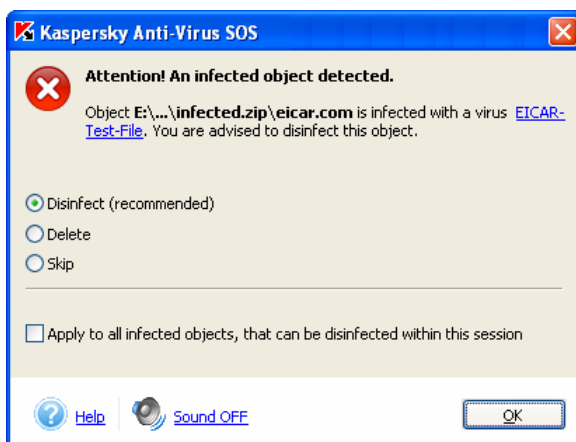 Kaspersky Anti-Virus SOS
Attention! An infected object detected.
Object E:\...\infected.zip\eicar.com is infected with a virus EICAR-
Test-File. You are advised to disinfect this object.
Disinfect (recommended)
Delete
Skip
Apply to all infected objects, that can be disinfected within this session
Help Sound OFF OK